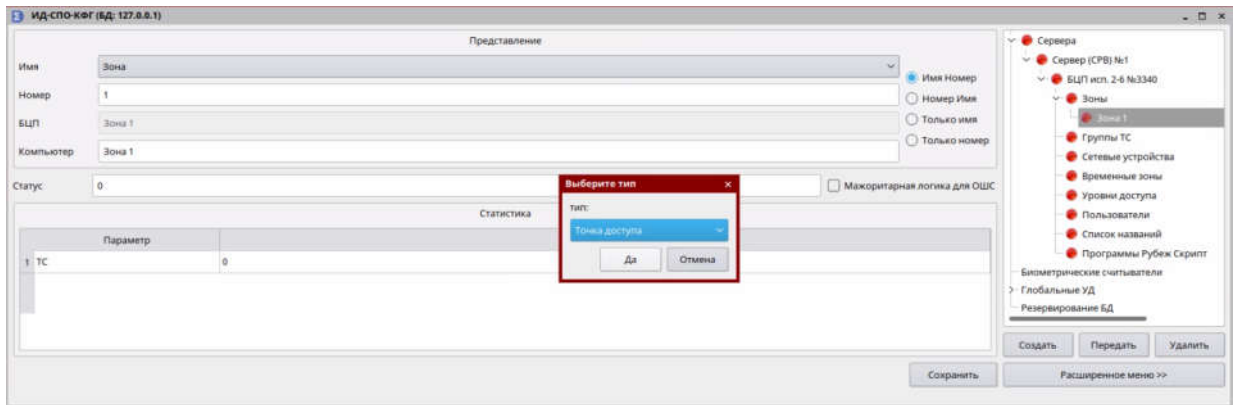 ИД-СПО-КФГ (БД: 127.0.0.1)
Представление
Имя Зона
Номер 1
БЦП Зона 1
Компьютер Зона 1
Имя Номер
Номер Имя
Только имя
Только номер
Статус 0 Мажоритарная логика для ОШС
Статистика
Параметр
1 ТС 0
Сохранить
Выберите тип
тип:
Точка доступа
Да Отмена
Сервера
Сервер (СРВ) №1
БЦП исп. 2-6 №3340
Зоны
Зона 1
Группы ТС
Сетевые устройства
Временные зоны
Уровни доступа
Пользователи
Список названий
Программы Рубеж Скрипт
Биометрические считыватели
Глобальные УД
Резервирование БД
Создать Передать Удалить
Расширенное меню >>